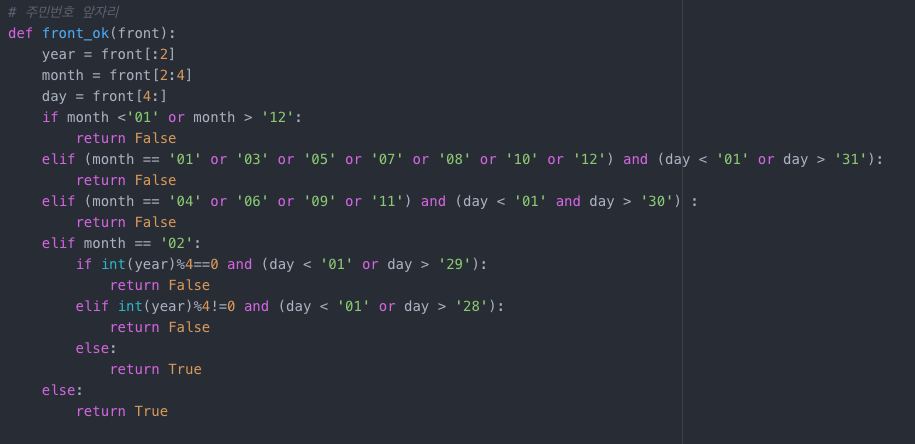 # 주민번호 앞자리
def front_ok(front):
    year = front[:2]
    month = front[2:4]
    day = front[4:]
    if month <'01' or month > '12':
        return False
    elif (month == '01' or '03' or '05' or '07' or '08' or '10' or '12') and (day < '01' or day > '31'):
        return False
    elif (month == '04' or '06' or '09' or '11') and (day < '01' and day > '30') :
        return False
    elif month == '02':
        if int(year)%4==0 and (day < '01' or day > '29'):
            return False
        elif int(year)%4!=0 and (day < '01' or day > '28'):
            return False
        else:
            return True
    else:
        return True